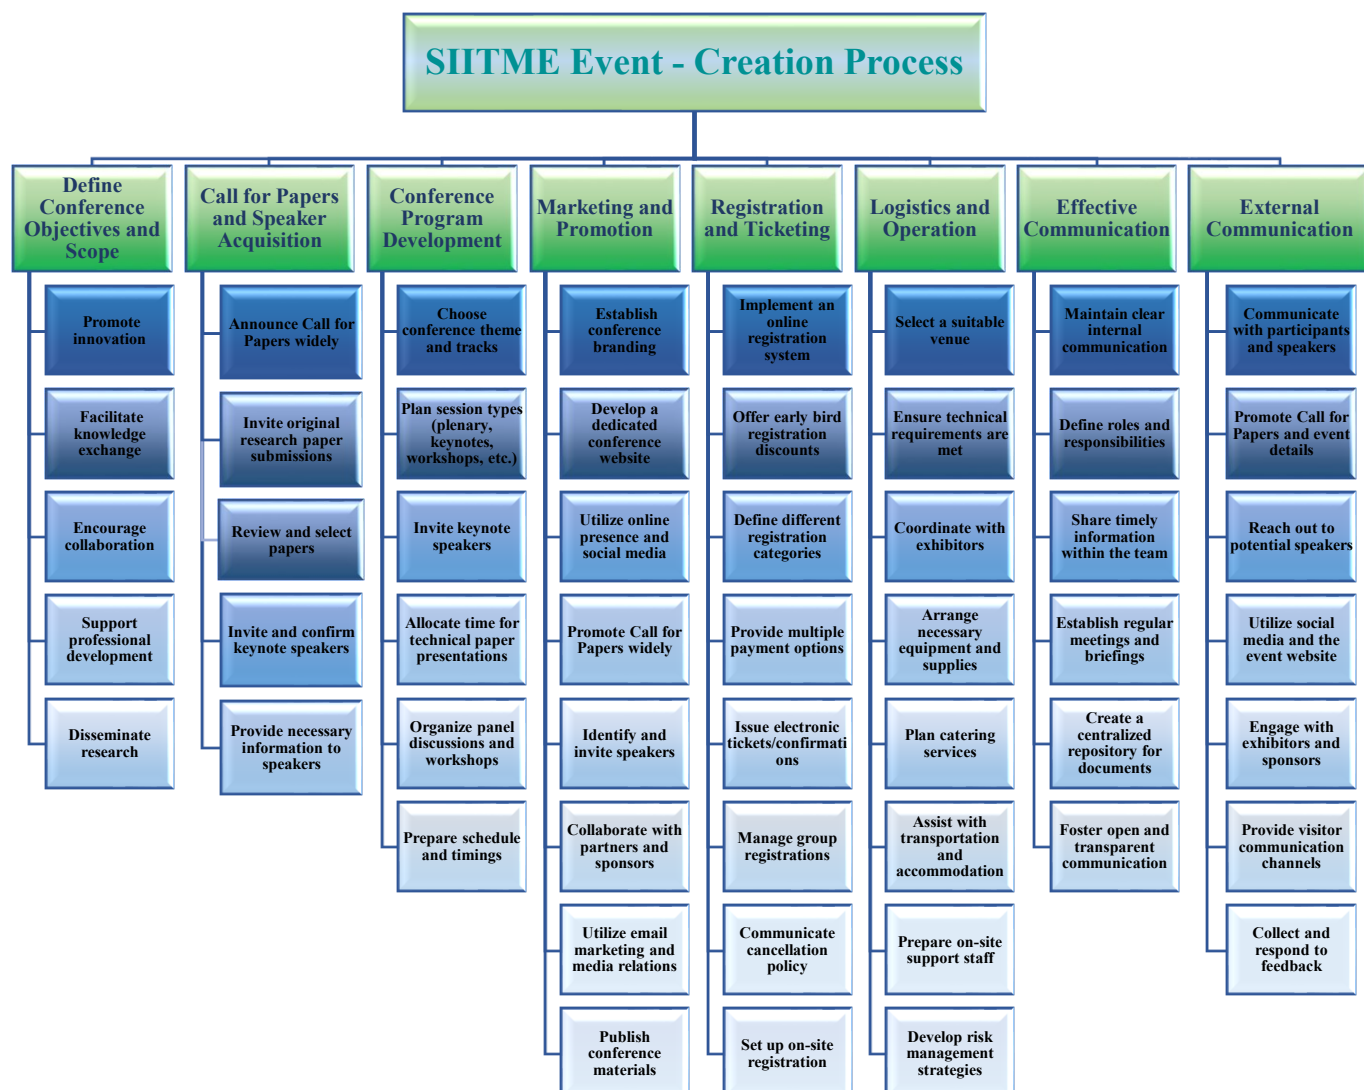 SIITME Event - Creation Process
Define
Conference
Objectives and
Scope
Promote
innovation
Facilitate
knowledge
exchange
Encourage
collaboration
Support
professional
development
Disseminate
research
Call for Papers
and Speaker
Acquisition
Announce Call for
Papers widely
Invite original
research paper
submissions
Review and select
papers
Invite and confirm
keynote speakers
Provide necessary
information to
speakers
Conference
Program
Development
Choose
conference theme
and tracks
Plan session types
(plenary,
keynotes,
workshops, etc.)
Invite keynote
speakers
Allocate time for
technical paper
presentations
Organize panel
discussions and
workshops
Prepare schedule
and timings
Marketing and
Promotion
Establish
conference
branding
Develop a
dedicated
conference
website
Utilize online
presence and
social media
Promote Call for
Papers widely
Identify and
invite speakers
Collaborate with
partners and
sponsors
Utilize email
marketing and
media relations
Publish
conference
materials
Registration
and Ticketing
Implement an
online
registration
system
Offer early bird
registration
discounts
Define different
registration
categories
Provide multiple
payment options
Issue electronic
tickets/confirmati
ons
Manage group
registrations
Communicate
cancellation
policy
Set up on-site
registration
Logistics and
Operation
Select a suitable
venue
Ensure technical
requirements are
met
Coordinate with
exhibitors
Arrange
necessary
equipment and
supplies
Plan catering
services
Assist with
transportation
and
accommodation
Prepare on-site
support staff
Develop risk
management
strategies
Effective
Communication
Maintain clear
internal
communication
Define roles and
responsibilities
Share timely
information
within the team
Establish regular
meetings and
briefings
Create a
centralized
repository for
documents
Foster open and
transparent
communication
External
Communication
Communicate
with participants
and speakers
Promote Call for
Papers and event
details
Reach out to
potential speakers
Utilize social
media and the
event website
Engage with
exhibitors and
sponsors
Provide visitor
communication
channels
Collect and
respond to
feedback